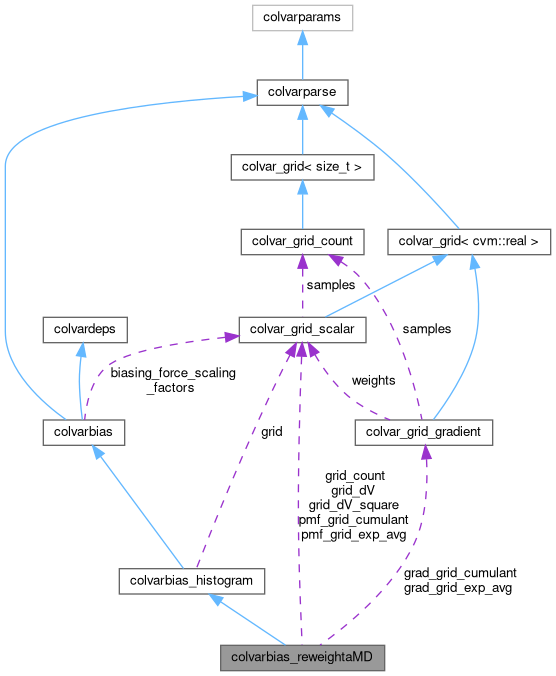 colvarparams
colvarparse
colvar_grid< size_t >
colvar_grid_count
colvar_grid< cvm::real >
samples
colvardeps
colvar_grid_scalar
samples
biasing_force_scaling
_factors
weights
colvarbias
grid
colvar_grid_gradient
grid_count
grid_dV
grid_dV_square
pmf_grid_cumulant
pmf_grid_exp_avg
colvarbias_histogram
grad_grid_cumulant
grad_grid_exp_avg
colvarbias_reweightaMD